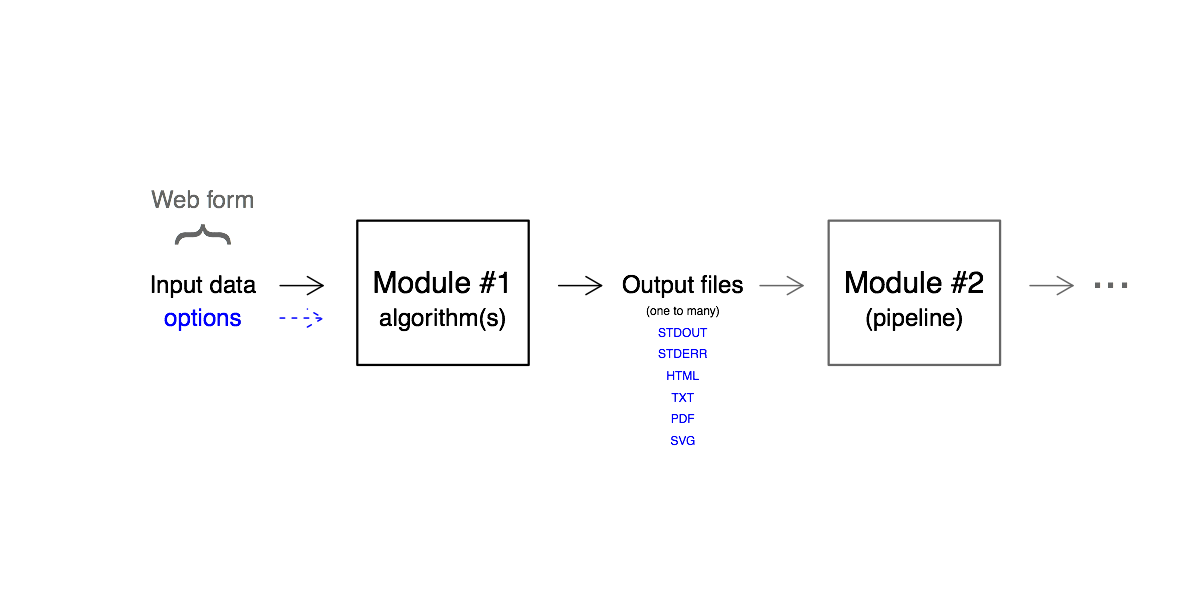 Web form
Input data
options
Module #1
algorithm(s)
Output files
(one to many)
STDOUT
STDERR
HTML
TXT
PDF
SVG
Module #2
(pipeline)
...